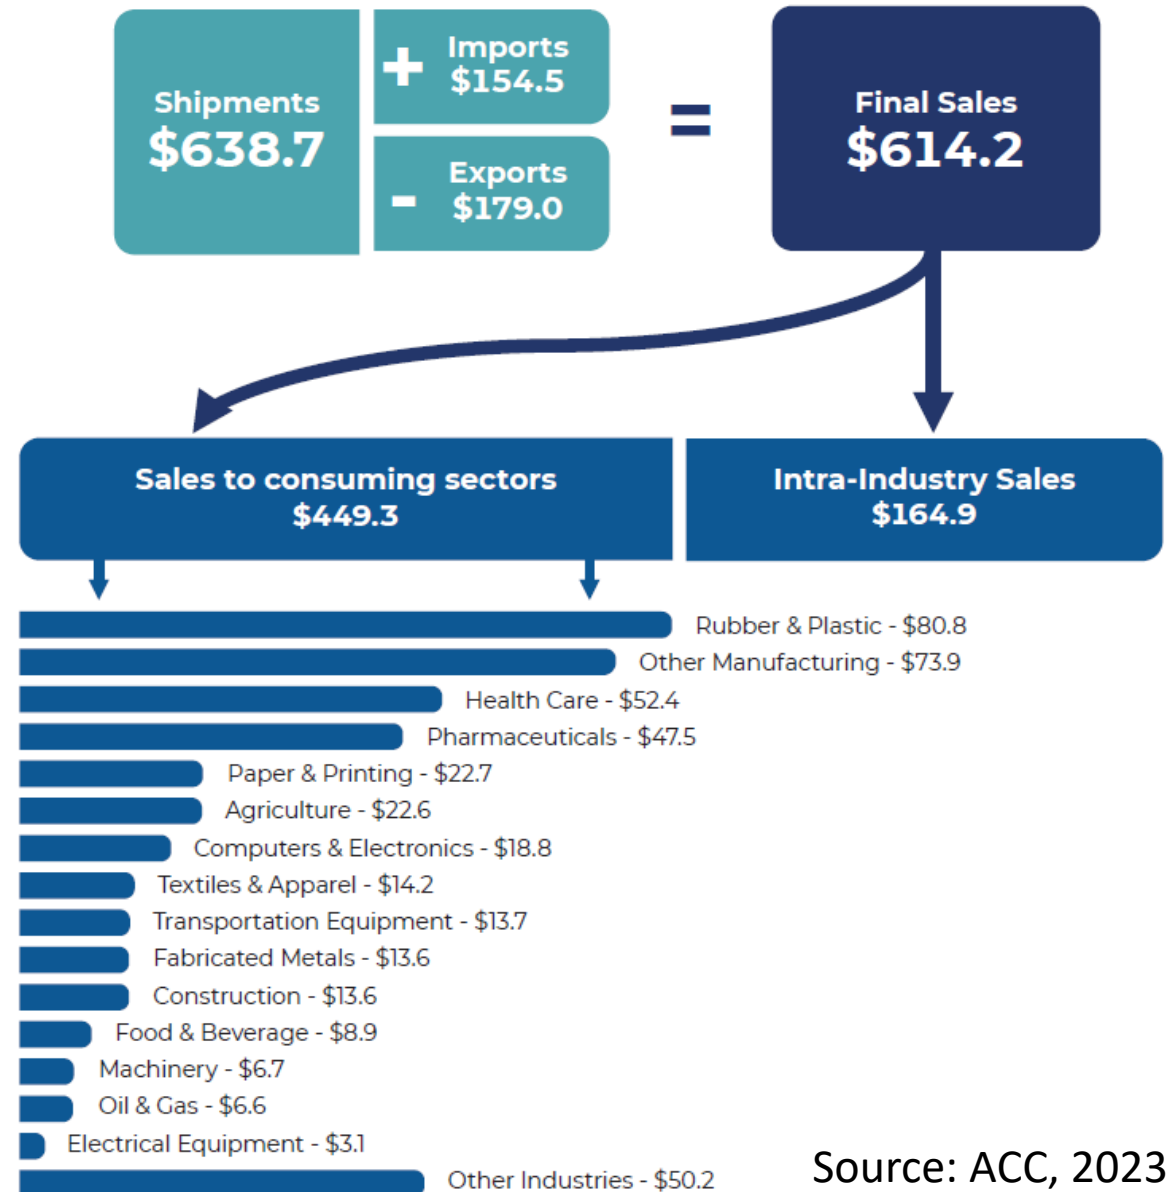 Shipments
$638.7
+
Imports
$154.5
-
Exports
$179.0
=
Final Sales
$614.2
Sales to consuming sectors
$449.3
Intra-Industry Sales
$164.9
Rubber & Plastic - $80.8
Other Manufacturing - $73.9
Health Care - $52.4
Pharmaceuticals - $47.5
Paper & Printing - $22.7
Agriculture - $22.6
Computers & Electronics - $18.8
Textiles & Apparel - $14.2
Transportation Equipment - $13.7
Fabricated Metals - $13.6
Construction - $13.6
Food & Beverage - $8.9
Machinery - $6.7
Oil & Gas - $6.6
Electrical Equipment - $3.1
Other Industries - $50.2
Source: ACC, 2023